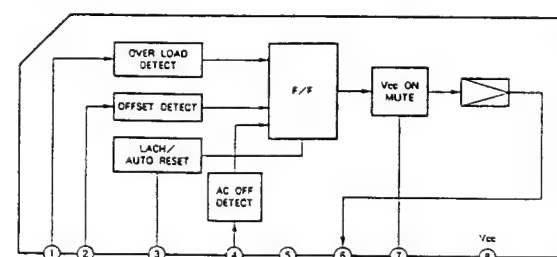 OVER LOAD
DETECT
F/F
Vcc ON
MUTE
OFFSET DETECT
LACH/
AUTO RESET
AC OFF
DETECT
Vcc
1 2 3 4 5 6 7 8